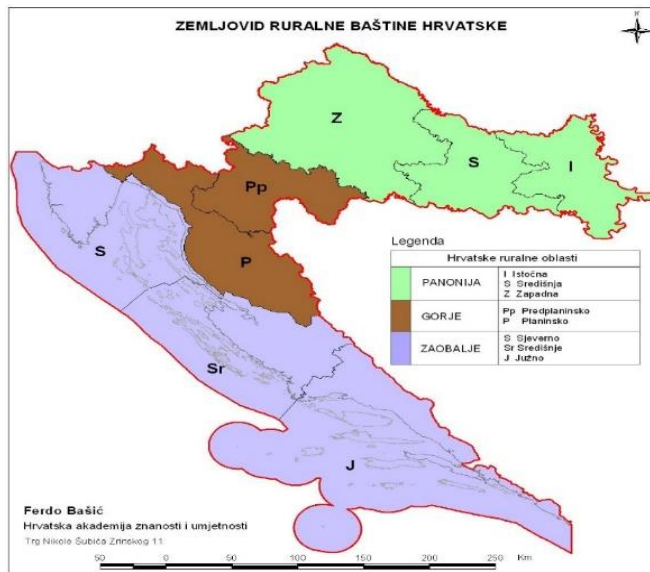 ZEMLJOVID RURALNE BAŠTINE HRVATSKE
N
Z
S
I
Pp
P
S
Sr
J
Legenda
Hrvatske ruralne oblasti
PANONIJA
I Istočna
S Središnja
Z Zapadna
GORJE
Pp Predplaninsko
P Planinsko
ZAOBALJE
S Sjeverno
Sr Središnje
J Južno
Ferdo Bašić
Hrvatska akademija znanosti i umjetnosti
Trg Nikole Šubića Zrinskog 11
50 0 50 100 150 200 250 Km